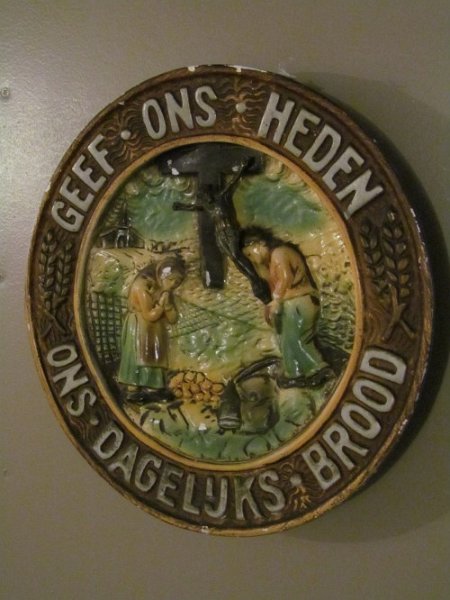 GEEF · ONS · HEDEN
ONS · DAGELIJKS · BROOD